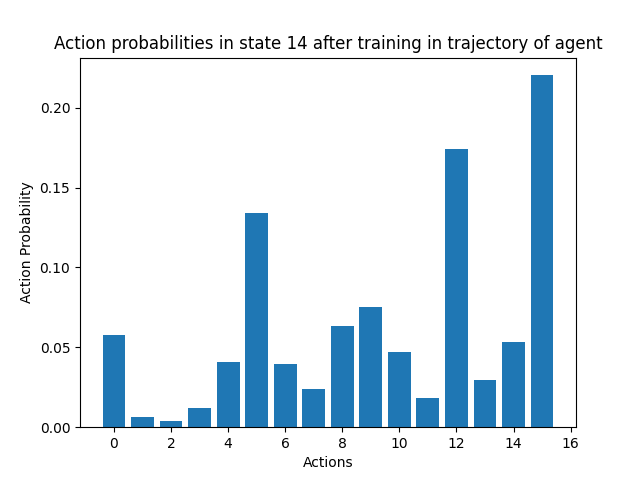 Action probabilities in state 14 after training in trajectory of agent
0.20
0.15
0.10
0.05
0.00
Action Probability
0 2 4 6 8 10 12 14 16
Actions